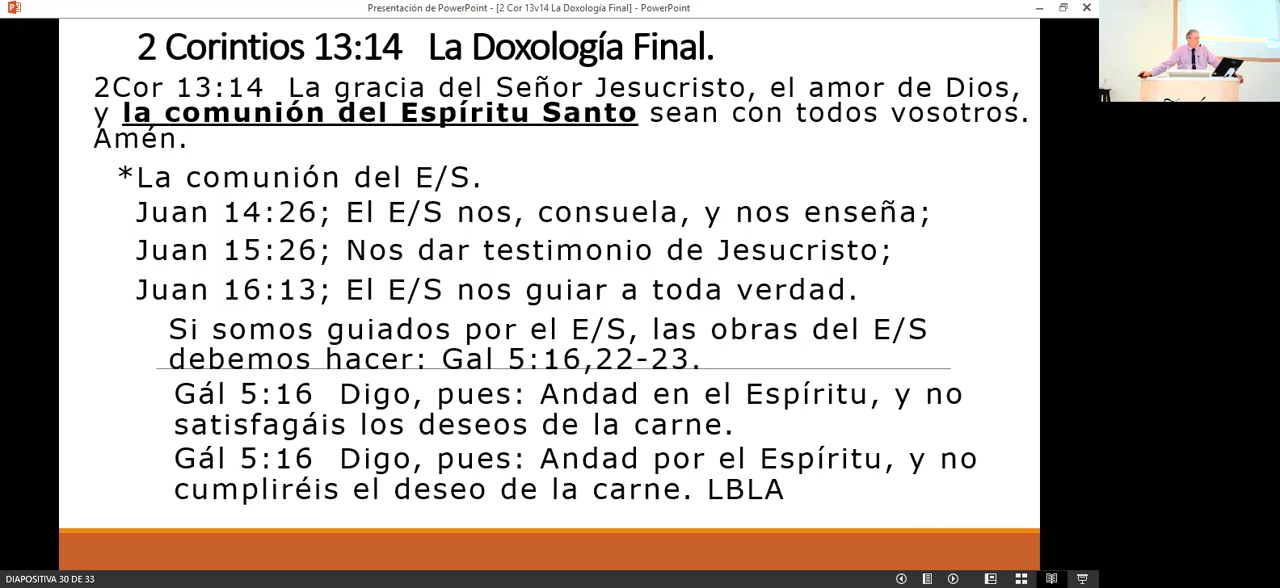 Presentación de PowerPoint - [2 Cor 13v14 La Doxología Final] - PowerPoint
2 Corintios 13:14 La Doxología Final.
2Cor 13:14 La gracia del Señor Jesucristo, el amor de Dios,
y la comunión del Espíritu Santo sean con todos vosotros.
Amén.
*La comunión del E/S.
Juan 14:26; El E/S nos, consuela, y nos enseña;
Juan 15:26; Nos dar testimonio de Jesucristo;
Juan 16:13; El E/S nos guiar a toda verdad.
Si somos guiados por el E/S, las obras del E/S
debemos hacer: Gal 5:16,22-23.
Gál 5:16 Digo, pues: Andad en el Espíritu, y no
satisfagáis los deseos de la carne.
Gál 5:16 Digo, pues: Andad por el Espíritu, y no
cumpliréis el deseo de la carne. LBLA
DIAPOSITIVA 30 DE 33